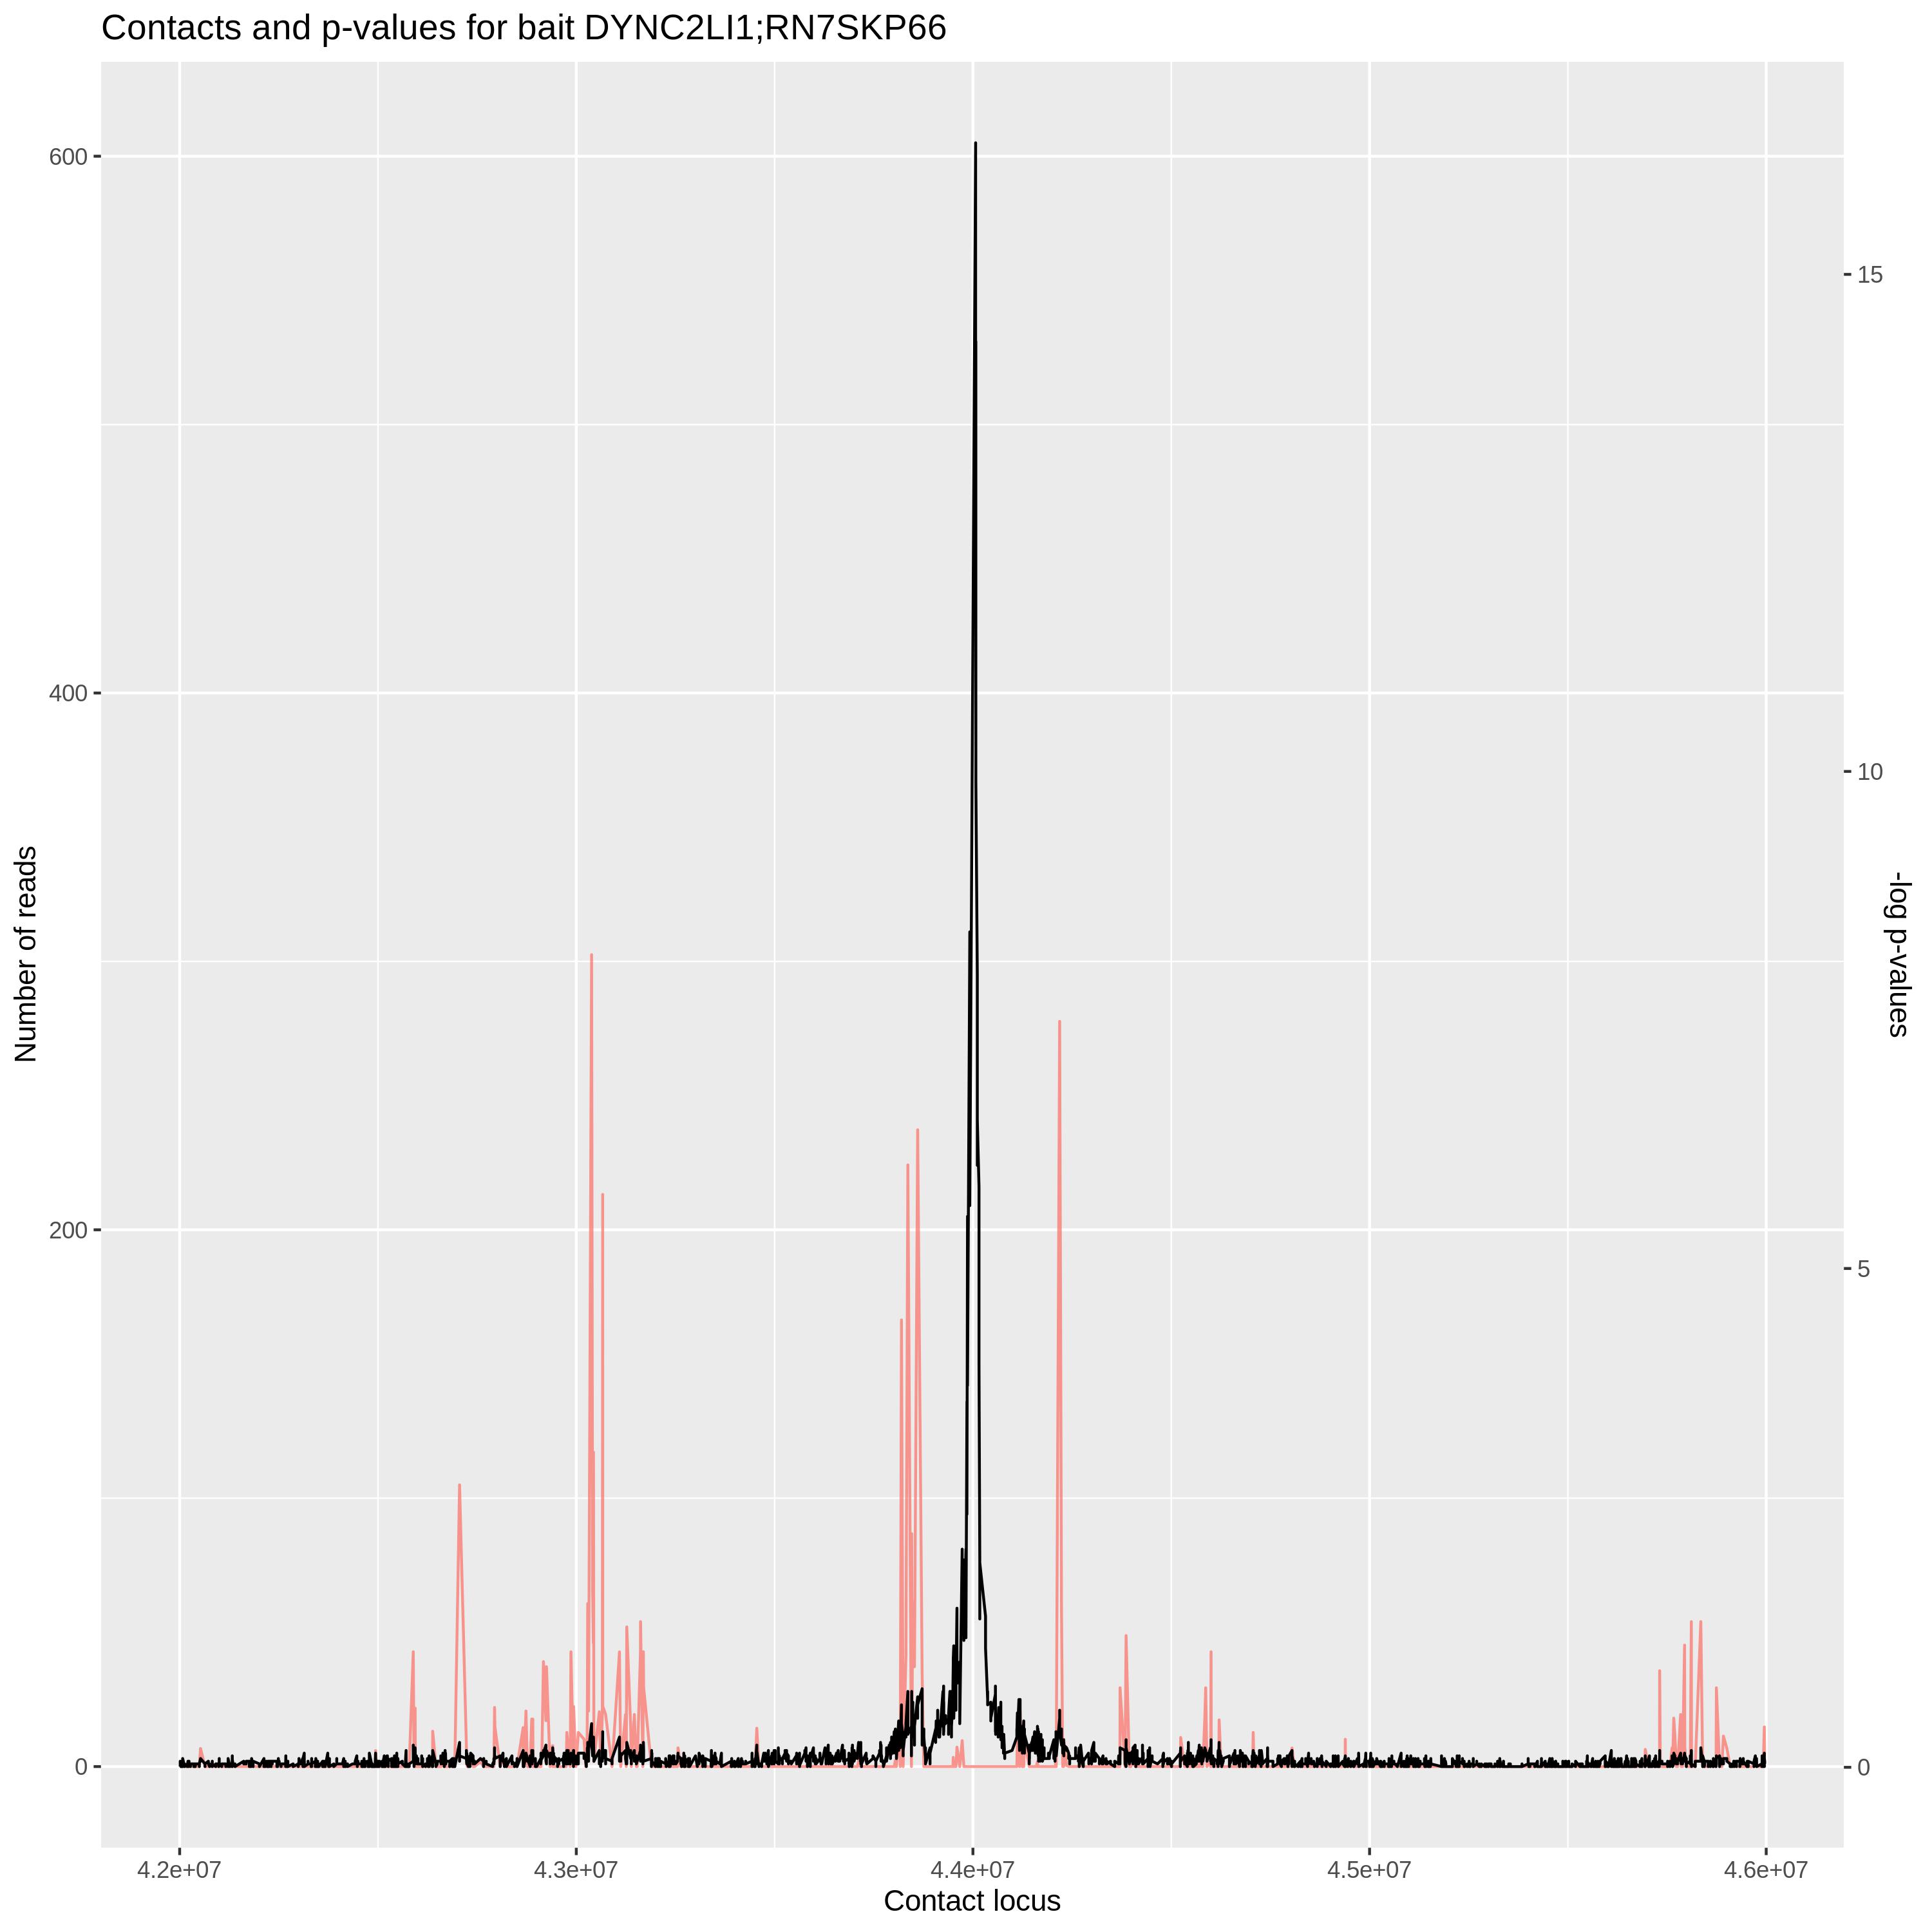 Contacts and p-values for bait DYNC2LI1;RN7SKP66
600
400
200
0
Number of reads
15
10
5
0
-log p-values
4.2e+07
4.3e+07
4.4e+07
4.5e+07
4.6e+07
Contact locus